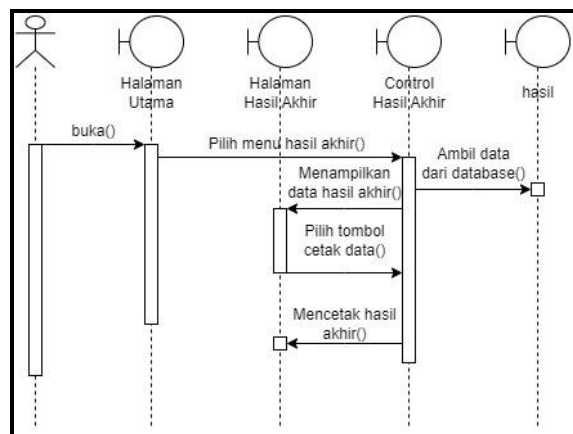 Halaman
Utama
Halaman
Hasil Akhir
Control
Hasil Akhir
hasil
buka()
Pilih menu hasil akhir()
Ambil data
dari database()
Menampilkan
data hasil akhir()
Pilih tombol
cetak data()
Mencetak hasil
akhir()